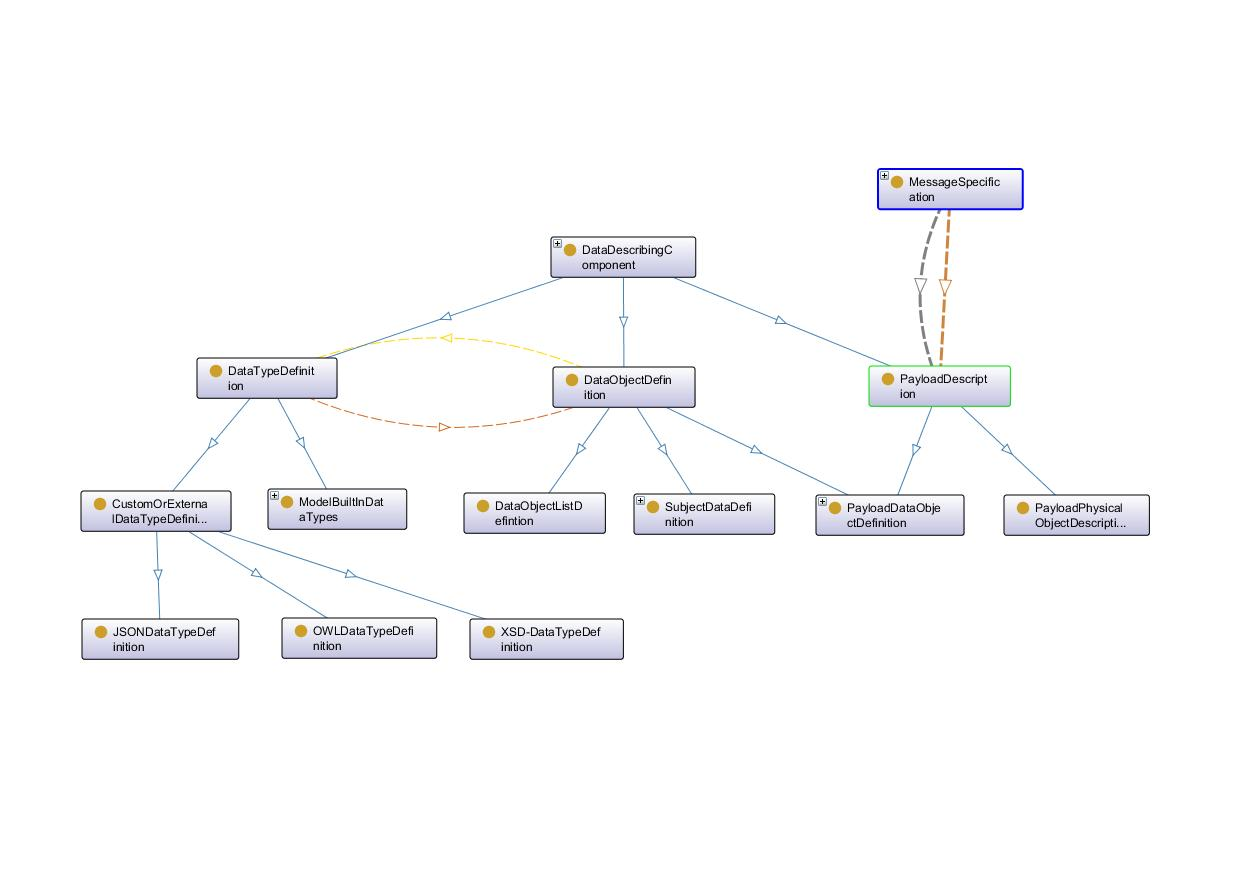 MessageSpecific
ation
DataDescribingC
omponent
DataTypeDefinit
ion
DataObjectDefin
ition
PayloadDescript
ion
CustomOrExterna
lDataTypeDefini...
ModelBuiltInDat
aTypes
DataObjectListD
efintion
SubjectDataDefi
nition
PayloadDataObje
ctDefinition
PayloadPhysical
ObjectDescripti...
JSONDataTypeDef
inition
OWLDataTypeDefi
nition
XSD-DataTypeDef
inition